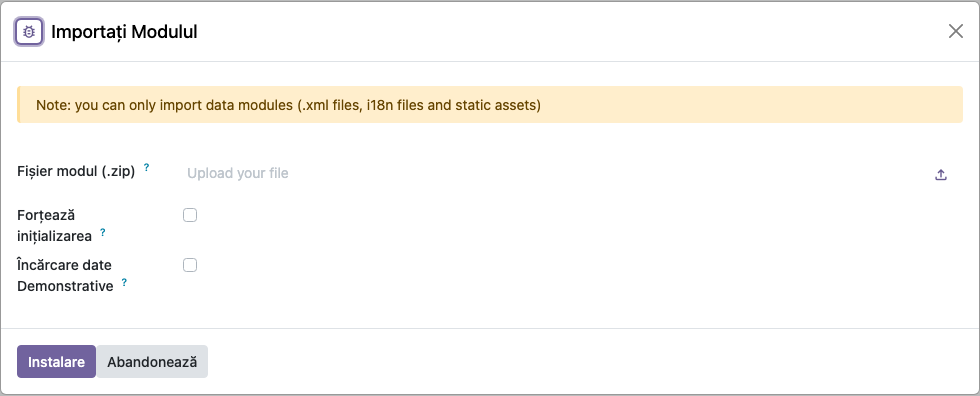 Importați Modulul
Note: you can only import data modules (.xml files, i18n files and static assets)
Fișier modul (.zip) ?
Upload your file
Forțează
inițializarea ?
Încărcare date
Demonstrative ?
Instalare
Abandonează